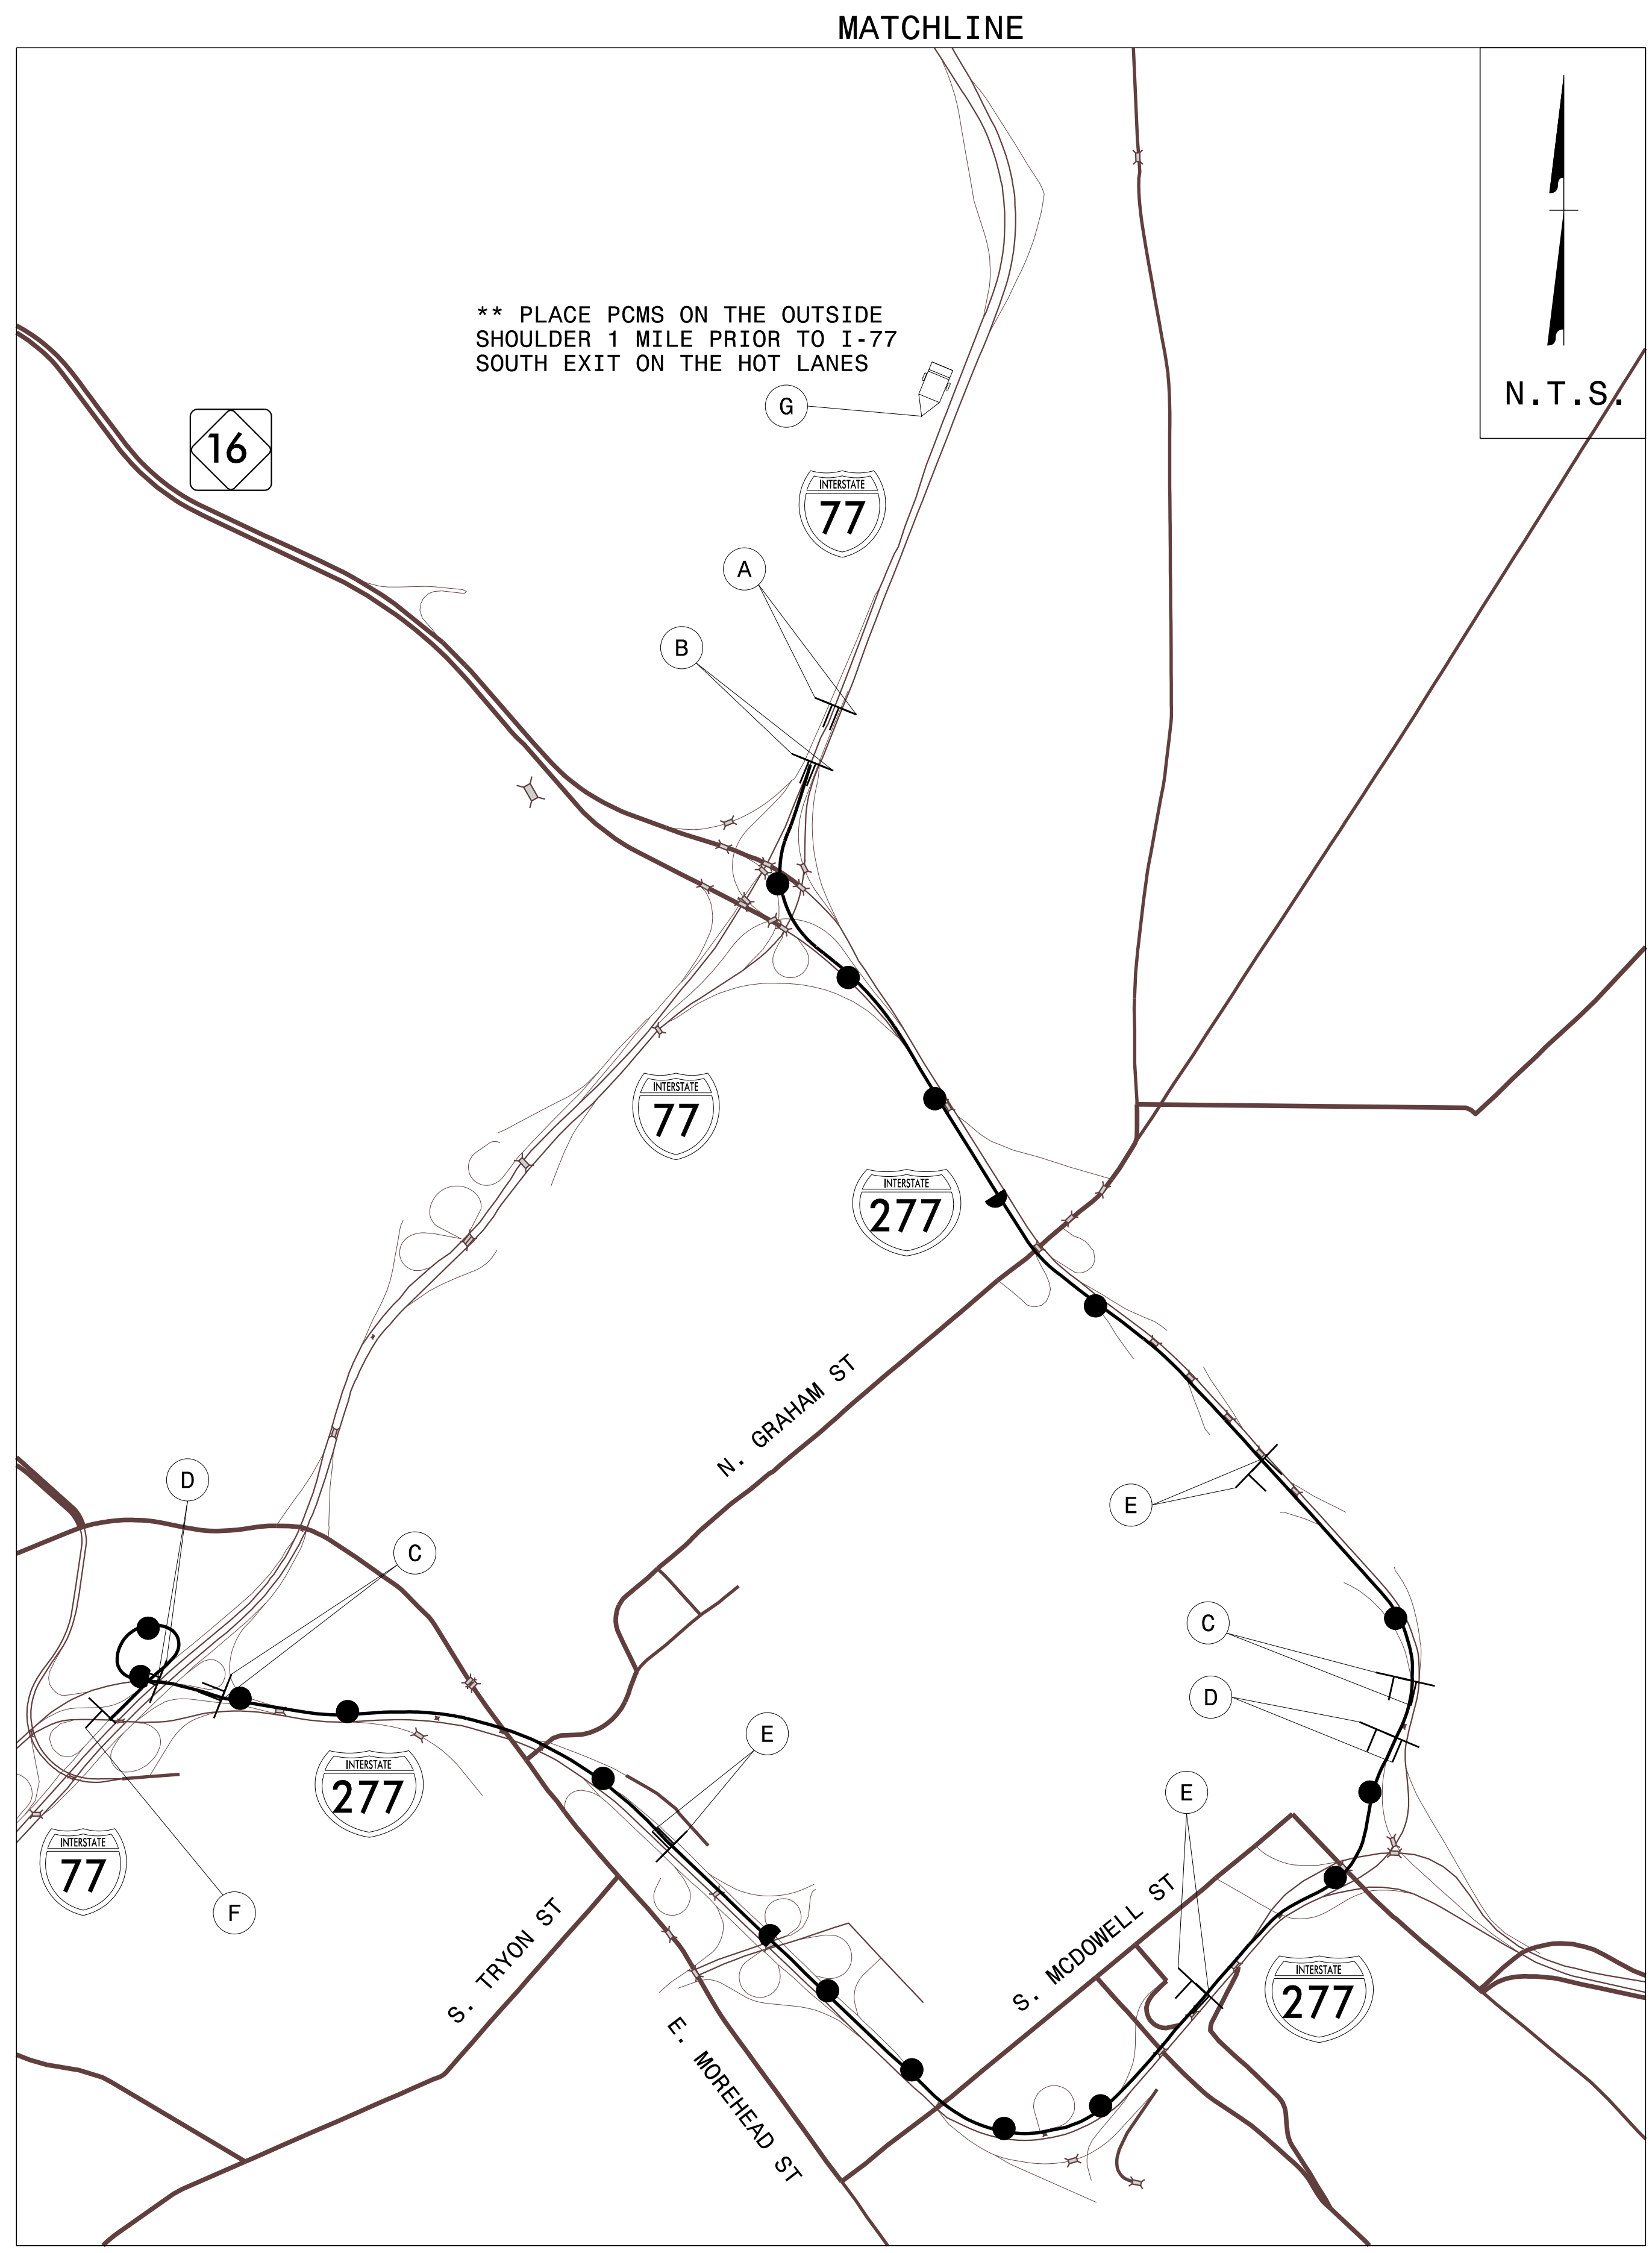 MATCHLINE
N.T.S.
** PLACE PCMS ON THE OUTSIDE
SHOULDER 1 MILE PRIOR TO I-77
SOUTH EXIT ON THE HOT LANES
G
16
INTERSTATE
77
A
B
INTERSTATE
77
INTERSTATE
277
N. GRAHAM ST
D
E
C
C
D
E
E
INTERSTATE
277
INTERSTATE
77
F
S. TRYON ST
S. MCDOWELL ST
INTERSTATE
277
E. MOREHEAD ST